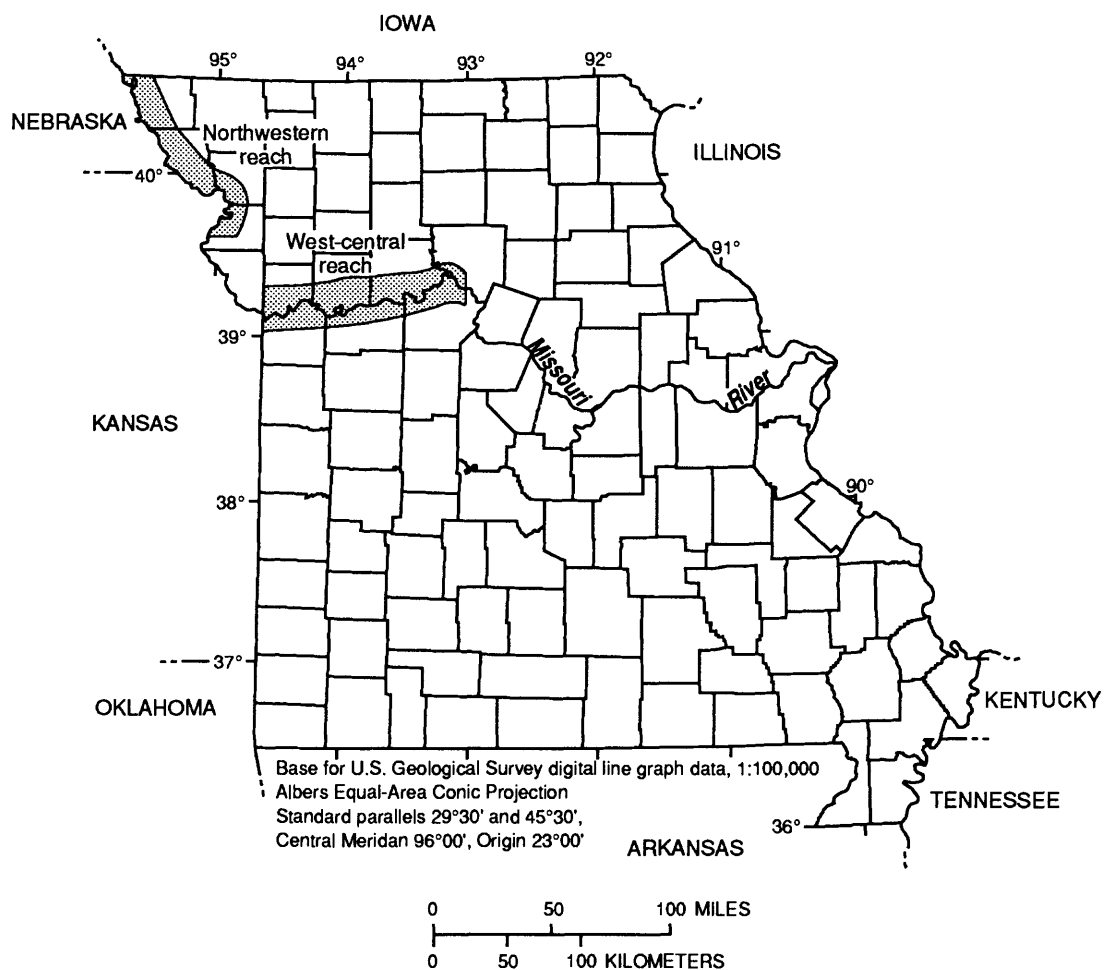 IOWA
95°
94°
93°
92°
NEBRASKA
Northwestern
reach
ILLINOIS
40°
West-central
reach
91°
39°
Missouri
River
KANSAS
38°
90°
37°
OKLAHOMA
KENTUCKY
Base for U.S. Geological Survey digital line graph data, 1:100,000
Albers Equal-Area Conic Projection
Standard parallels 29°30' and 45°30',
Central Meridian 96°00', Origin 23°00'
TENNESSEE
36°
ARKANSAS
0 50 100 MILES
0 50 100 KILOMETERS